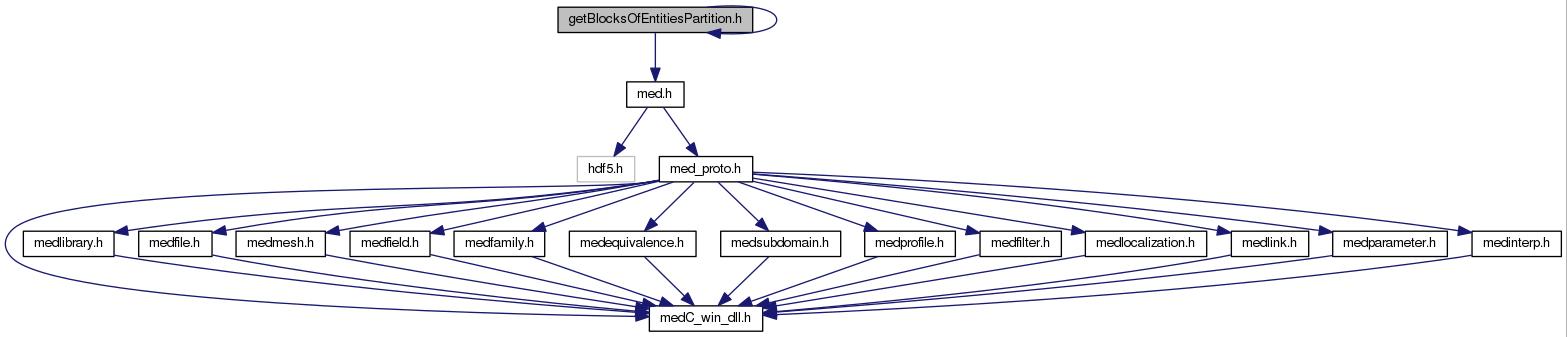 getBlocksOfEntitiesPartition.h
med.h
hdf5.h
med_proto.h
medlibrary.h
medfile.h
medmesh.h
medfield.h
medfamily.h
medequivalence.h
medsubdomain.h
medprofile.h
medfilter.h
medlocalization.h
medlink.h
medparameter.h
medinterp.h
medC_win_dll.h